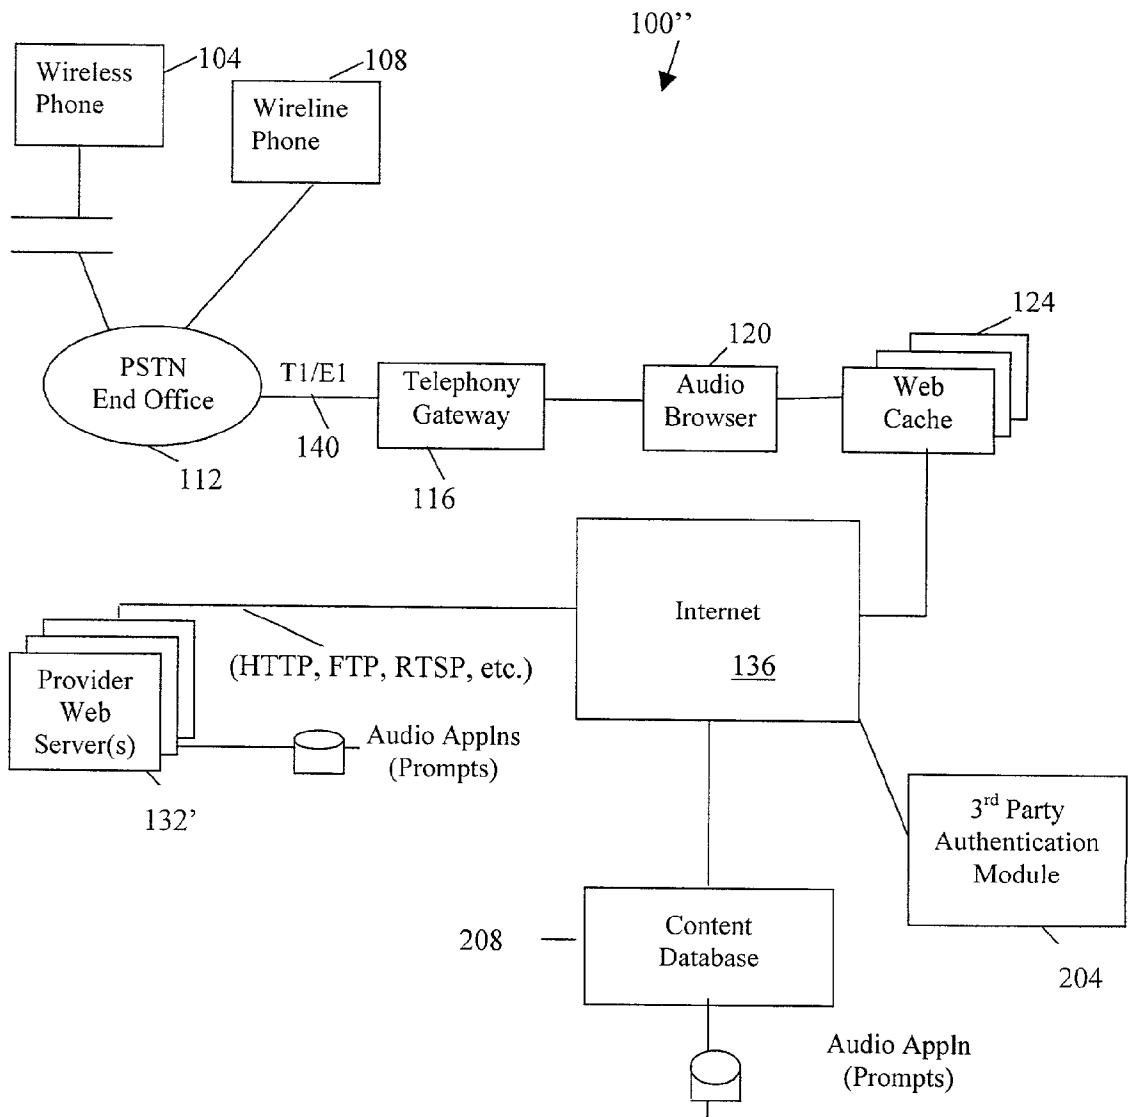 100’’
Wireless
Phone
104
Wireline
Phone
108
PSTN
End Office
112
T1/E1
140
Telephony
Gateway
116
Audio
Browser
120
Web
Cache
124
Internet
136
(HTTP, FTP, RTSP, etc.)
Provider
Web
Server(s)
132’
Audio Applns
(Prompts)
3rd Party
Authentication
Module
204
Content
Database
208
Audio Appln
(Prompts)